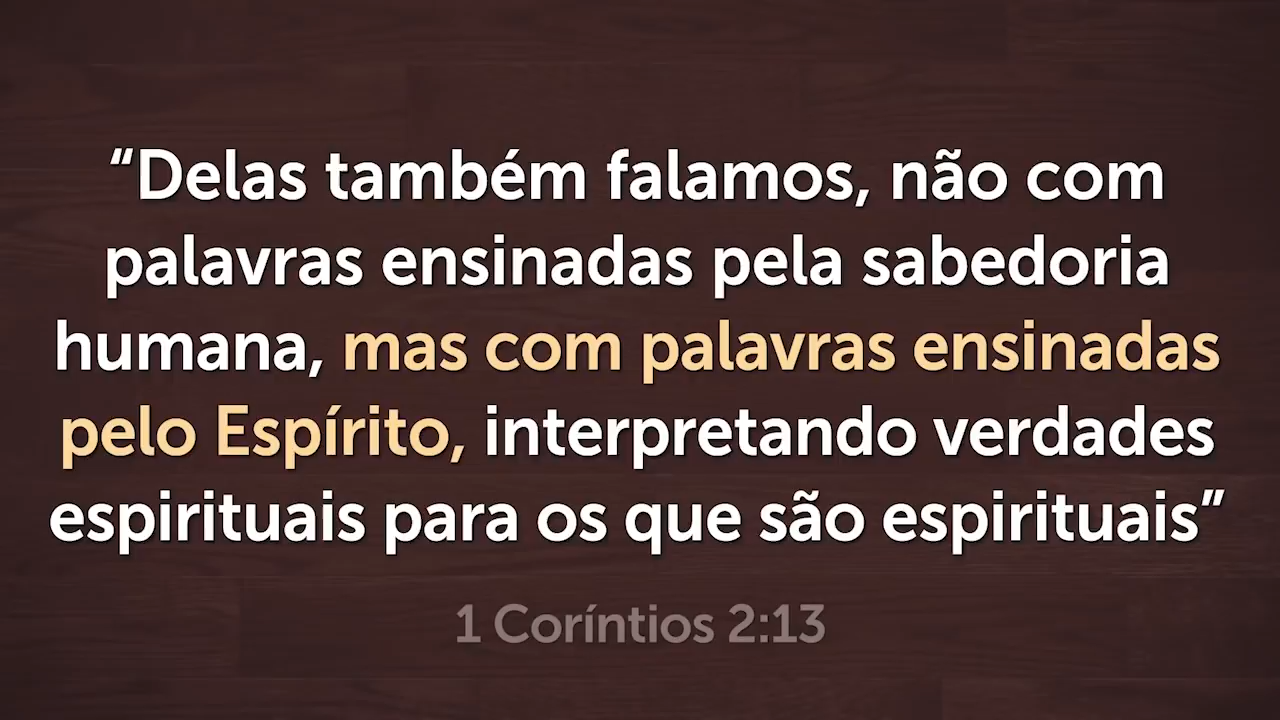 “Delas também falamos, não com
palavras ensinadas pela sabedoria
humana, mas com palavras ensinadas
pelo Espírito, interpretando verdades
espirituais para os que são espirituais”
1 Coríntios 2:13